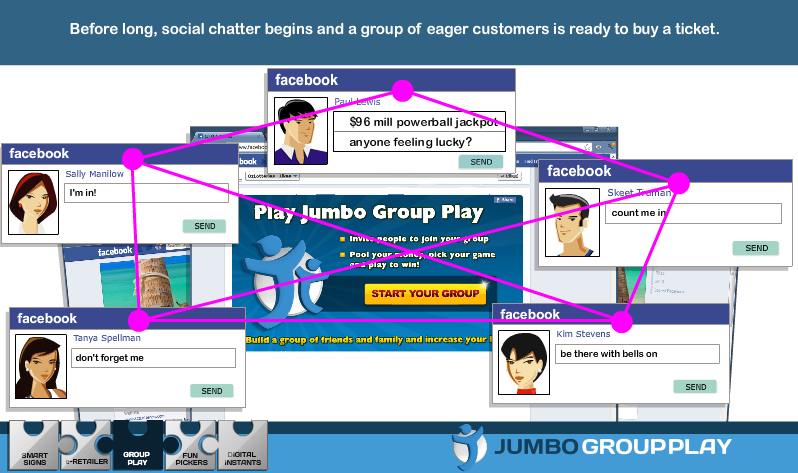 Before long, social chatter begins and a group of eager customers is ready to buy a ticket.
facebook
Paul Lewis
$96 mill powerball jackpot
anyone feeling lucky?
SEND
facebook
Sally Manilow
I'm in!
SEND
facebook
Skeet Truman
count me in
SEND
Play Jumbo Group Play
Share
Invite people to join your group
Pool your money, pick your game
and play to win!
START YOUR GROUP
Build a group of friends and family and increase your
facebook
facebook
Tanya Spellman
don't forget me
SEND
facebook
Kim Stevens
be there with bells on
SEND
SMART
SIGNS
E-RETAILER
GROUP
PLAY
FUN
PICKERS
DIGITAL
INSTANTS
JUMBO GROUP PLAY